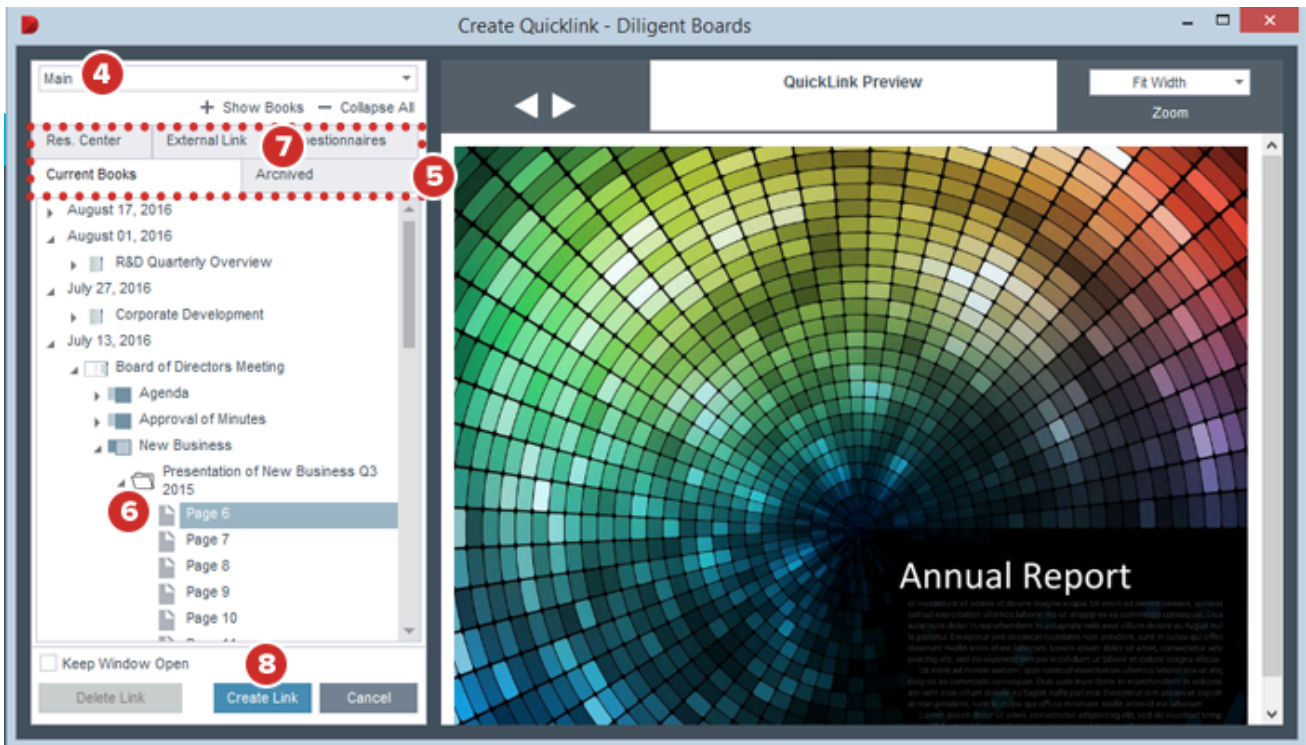 Create Quicklink - Diligent Boards
Main
4
+ Show Books − Collapse All
Res. Center External Link 7 estionnaires
Current Books Archived 5
August 17, 2016
August 01, 2016
R&D Quarterly Overview
July 27, 2016
Corporate Development
July 13, 2016
Board of Directors Meeting
Agenda
Approval of Minutes
New Business
Presentation of New Business Q3
2015
6
Page 6
Page 7
Page 8
Page 9
Page 10
Keep Window Open
8
Delete Link Create Link Cancel
QuickLink Preview
Fit Width
Zoom
Annual Report